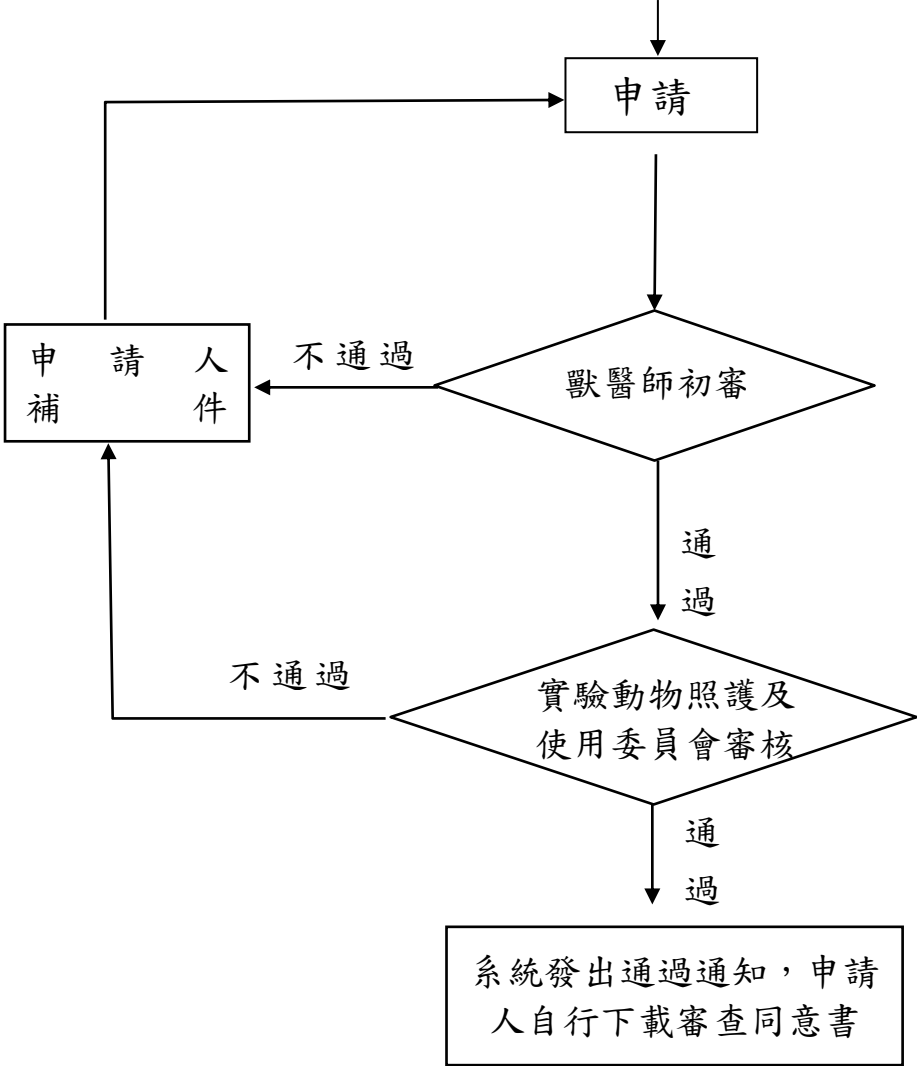 申請
獸醫師初審
不通過
申請人
補件
通
過
實驗動物照護及
使用委員會審核
不通過
通
過
系統發出通過通知，申請
人自行下載審查同意書